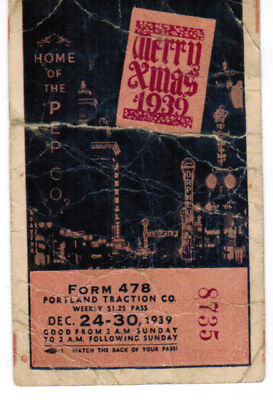 HOME
OF THE
PEP CO.
Merry
Xmas
1939
FORM 478
PORTLAND TRACTION CO.
WEEKLY $1.25 PASS
DEC. 24-30, 1939
GOOD FROM 2 A.M. SUNDAY
TO 2 A.M. FOLLOWING SUNDAY
WATCH THE BACK OF YOUR PASS!
8735